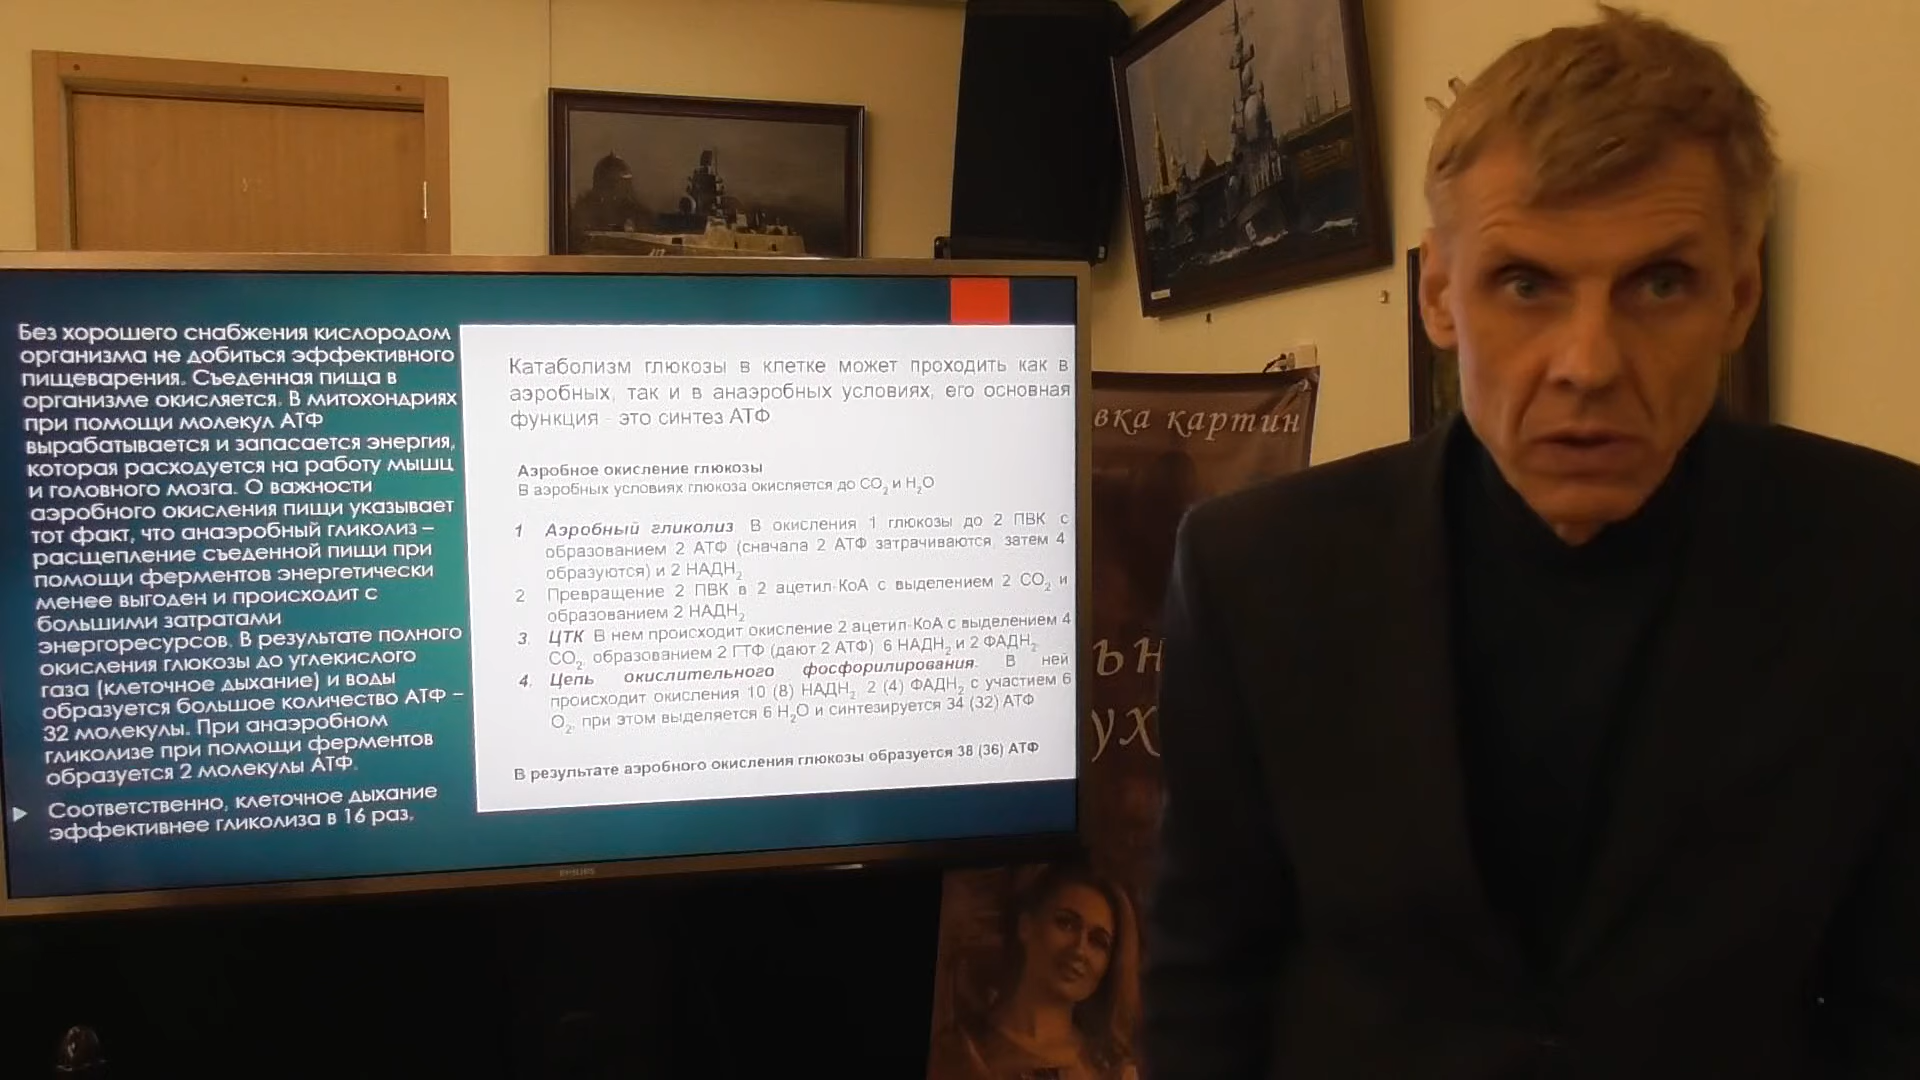 Без хорошего снабжения кислородом
организма не добиться эффективного
пищеварения. Съеденная пища в
организме окисляется. В митохондриях
при помощи молекул АТФ
вырабатывается и запасается энергия,
которая расходуется на работу мышц
и головного мозга. О важности
аэробного окисления пищи указывает
тот факт, что анаэробный гликолиз –
расщепление съеденной пищи при
помощи ферментов энергетически
менее выгоден и происходит с
большими затратами
энергоресурсов. В результате полного
окисления глюкозы до углекислого
газа (клеточное дыхание) и воды
образуется большое количество АТФ –
32 молекулы. При анаэробном
гликолизе при помощи ферментов
образуется 2 молекулы АТФ.
Соответственно, клеточное дыхание
эффективнее гликолиза в 16 раз.
Катаболизм глюкозы в клетке может проходить как в
аэробных, так и в анаэробных условиях, его основная
функция - это синтез АТФ
Аэробное окисление глюкозы
В аэробных условиях глюкоза окисляется до CO2 и H2O
1 Аэробный гликолиз. В окисления 1 глюкозы до 2 ПВК с
образованием 2 АТФ (сначала 2 АТФ затрачиваются, затем 4
образуются) и 2 НАДН2
2 Превращение 2 ПВК в 2 ацетил-КоА с выделением 2 CO2 и
образованием 2 НАДН2
3. ЦТК В нем происходит окисление 2 ацетил-КоА с выделением 4
CO2, образованием 2 ГТФ (дают 2 АТФ) 6 НАДН2 и 2 ФАДН2
4. Цепь окислительного фосфорилирования. В ней
происходит окисления 10 (8) НАДН2 2 (4) ФАДН2 с участием 6
O2, при этом выделяется 6 H2O и синтезируется 34 (32) АТФ
В результате аэробного окисления глюкозы образуется 38 (36) АТФ
PHILIPS
вка картин
ьн
ух